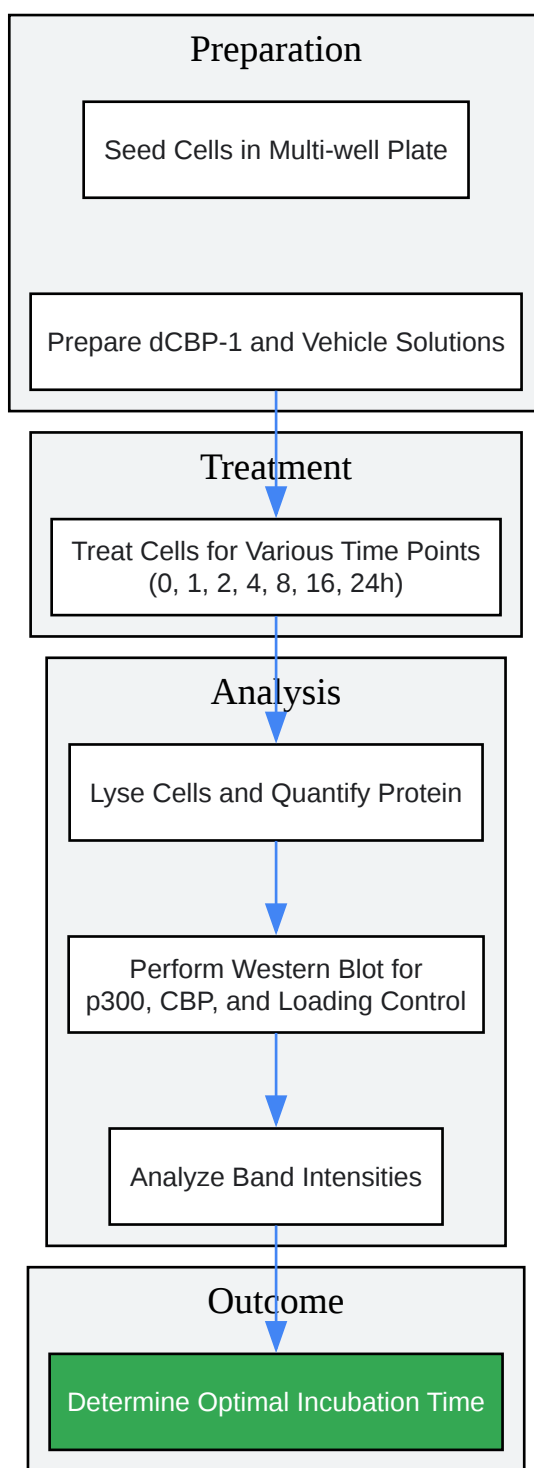 Preparation
Seed Cells in Multi-well Plate
Prepare dCBP-1 and Vehicle Solutions
Treatment
Treat Cells for Various Time Points
(0, 1, 2, 4, 8, 16, 24h)
Analysis
Lyse Cells and Quantify Protein
Perform Western Blot for
p300, CBP, and Loading Control
Analyze Band Intensities
Outcome
Determine Optimal Incubation Time